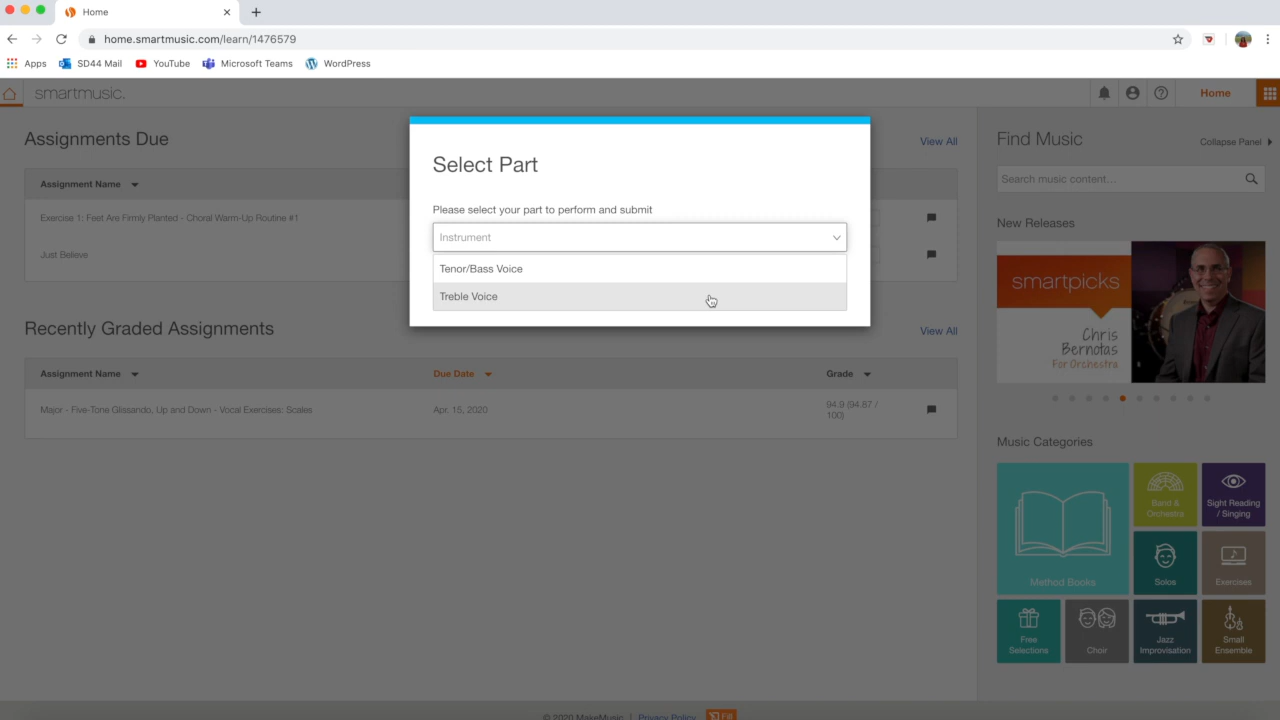 Home
home.smartmusic.com/learn/1476579
Apps SD44 Mail YouTube Microsoft Teams WordPress
smartmusic. Home
Assignments Due View All
Assignment Name
Exercise 1: Feet Are Firmly Planted - Choral Warm-Up Routine #1
Just Believe
Select Part
Please select your part to perform and submit
Instrument
Tenor/Bass Voice
Treble Voice
Recently Graded Assignments View All
Assignment Name Due Date Grade
Major - Five-Tone Glissando, Up and Down - Vocal Exercises: Scales Apr. 15, 2020 94.9 (94.87 /
100)
Find Music Collapse Panel
Search music content...
New Releases
smartpicks
Chris
Bernotas
For Orchestra
Music Categories
Method Books
Band &
Orchestra
Sight Reading
/ Singing
Solos
Exercises
Free
Selections
Choir
Jazz
Improvisation
Small
Ensemble
© 2020 MakeMusic | Privacy Policy Fill